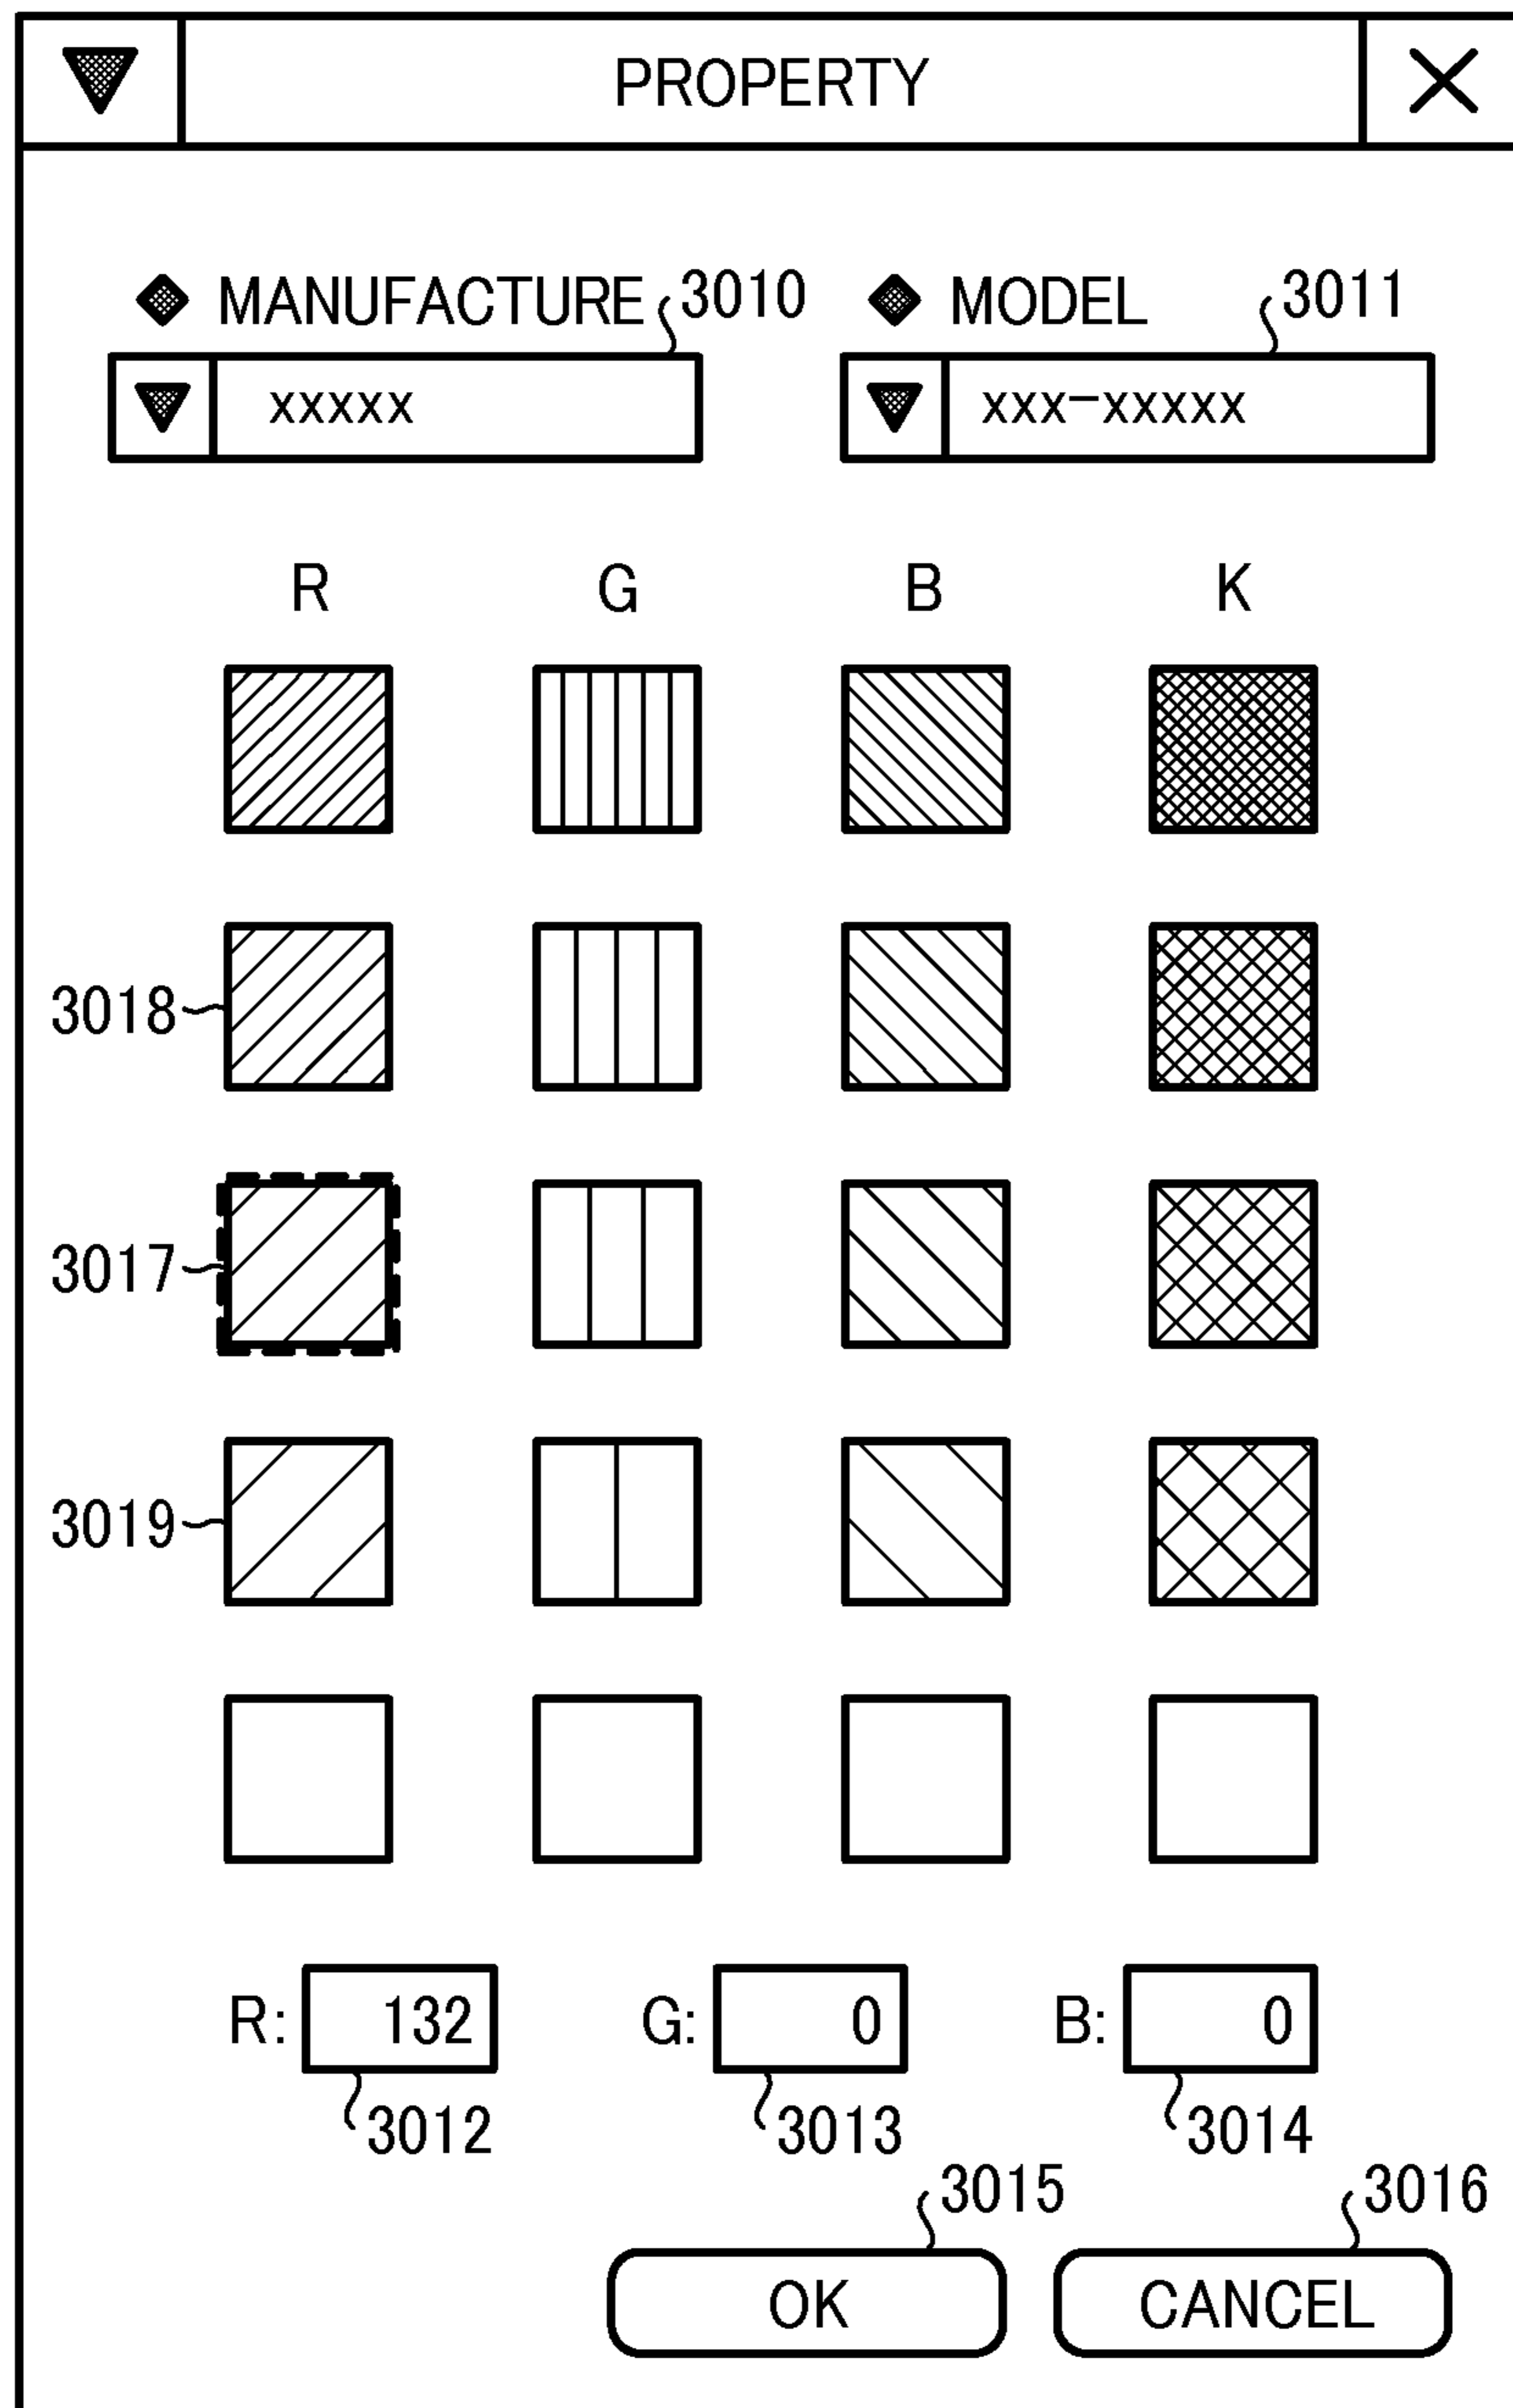 PROPERTY
MANUFACTURE 3010 MODEL 3011
xxxxx xxx-xxxxx
R G B K
3018
3017
3019
R: 132 G: 0 B: 0
3012 3013 3014
3015 3016
OK CANCEL